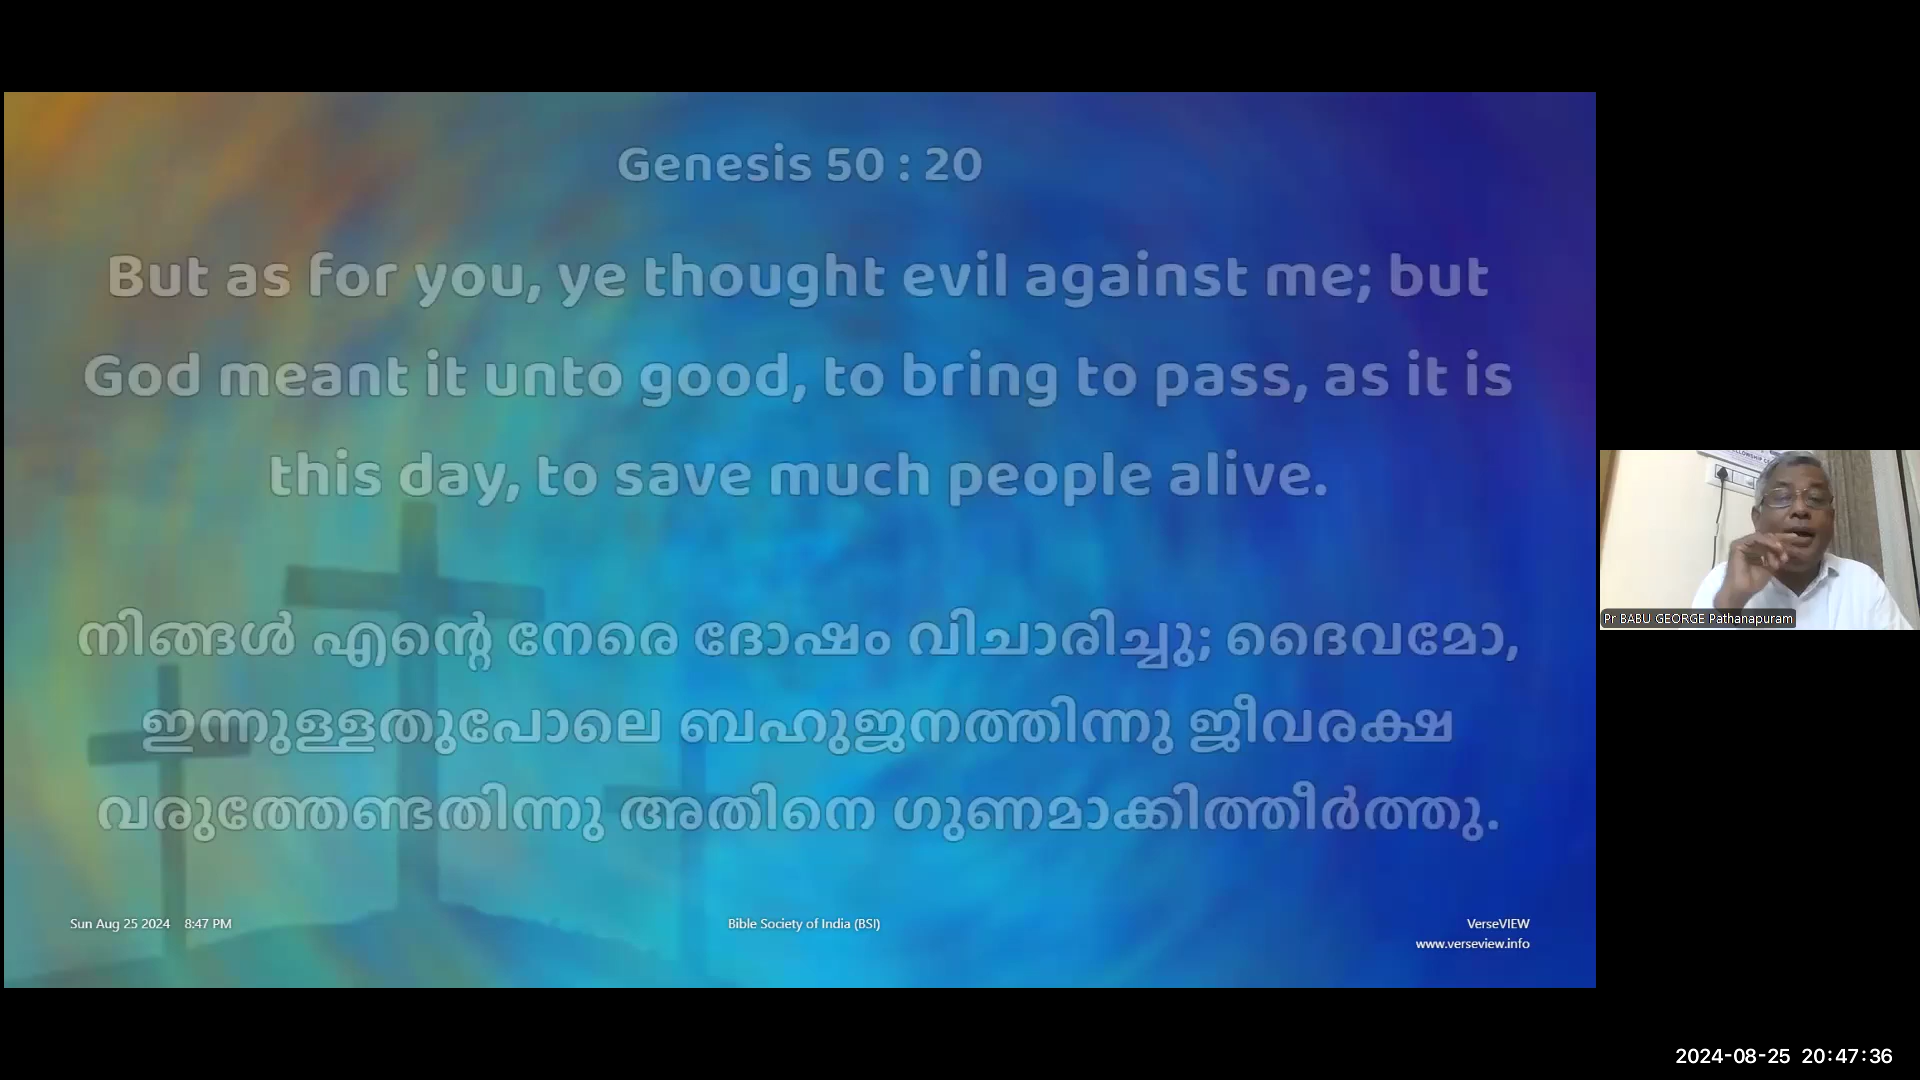 Genesis 50 : 20
But as for you, ye thought evil against me; but
God meant it unto good, to bring to pass, as it is
this day, to save much people alive.
നിങ്ങൾ എന്റെ നേരെ ദോഷം വിചാരിച്ചു; ദൈവമോ,
ഇന്നുള്ളതുപോലെ ബഹുജനത്തിന്നു ജീവരക്ഷ
വരുത്തേണ്ടതിന്നു അതിനെ ഗുണമാക്കിത്തീർത്തു.
Sun Aug 25 2024 8:47 PM
Bible Society of India (BSI)
VerseVIEW
www.verseview.info
Pr BABU GEORGE Pathanapuram
2024-08-25 20:47:36